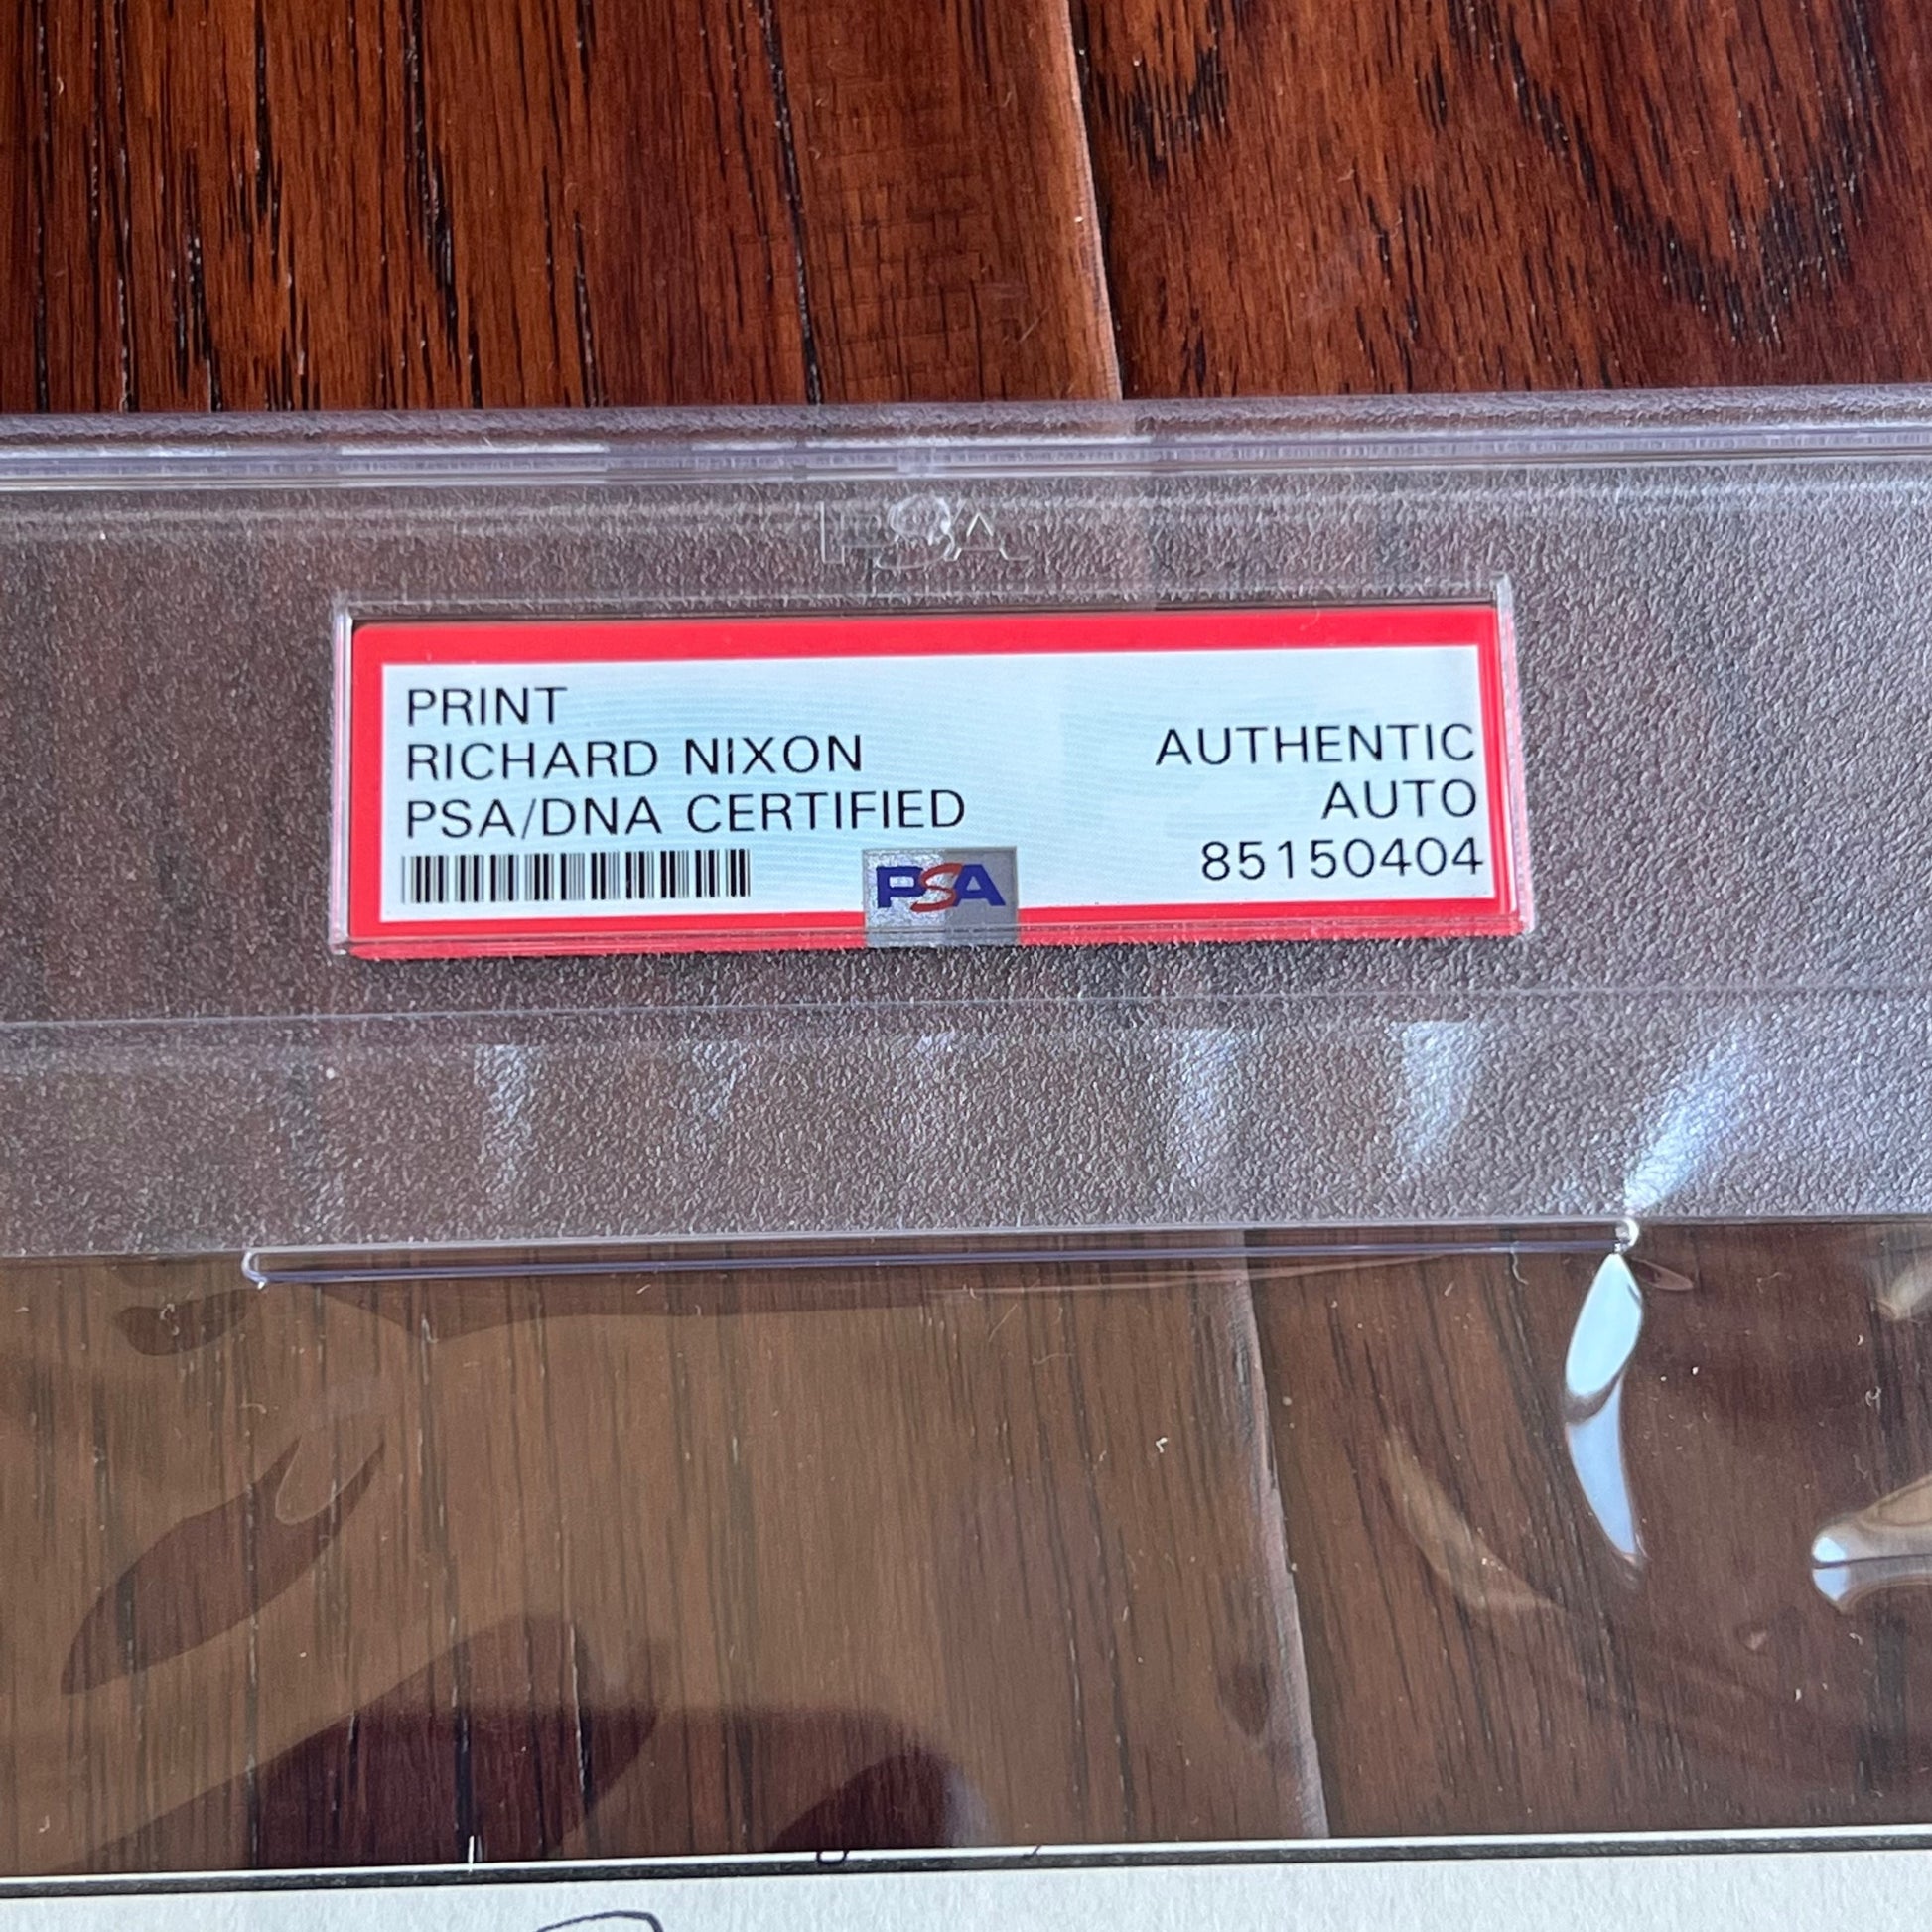 PSA
PRINT
RICHARD NIXON
PSA/DNA CERTIFIED
AUTHENTIC
AUTO
85150404
PSA